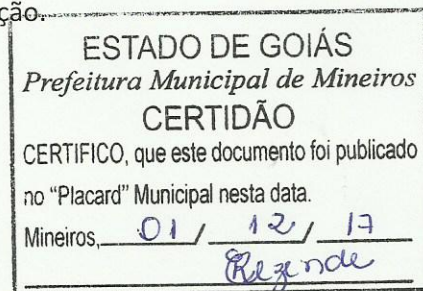 ção.
ESTADO DE GOIÁS
Prefeitura Municipal de Mineiros
CERTIDÃO
CERTIFICO, que este documento foi publicado
no “Placard” Municipal nesta data.
Mineiros, 01 / 12 / 17
Rezende